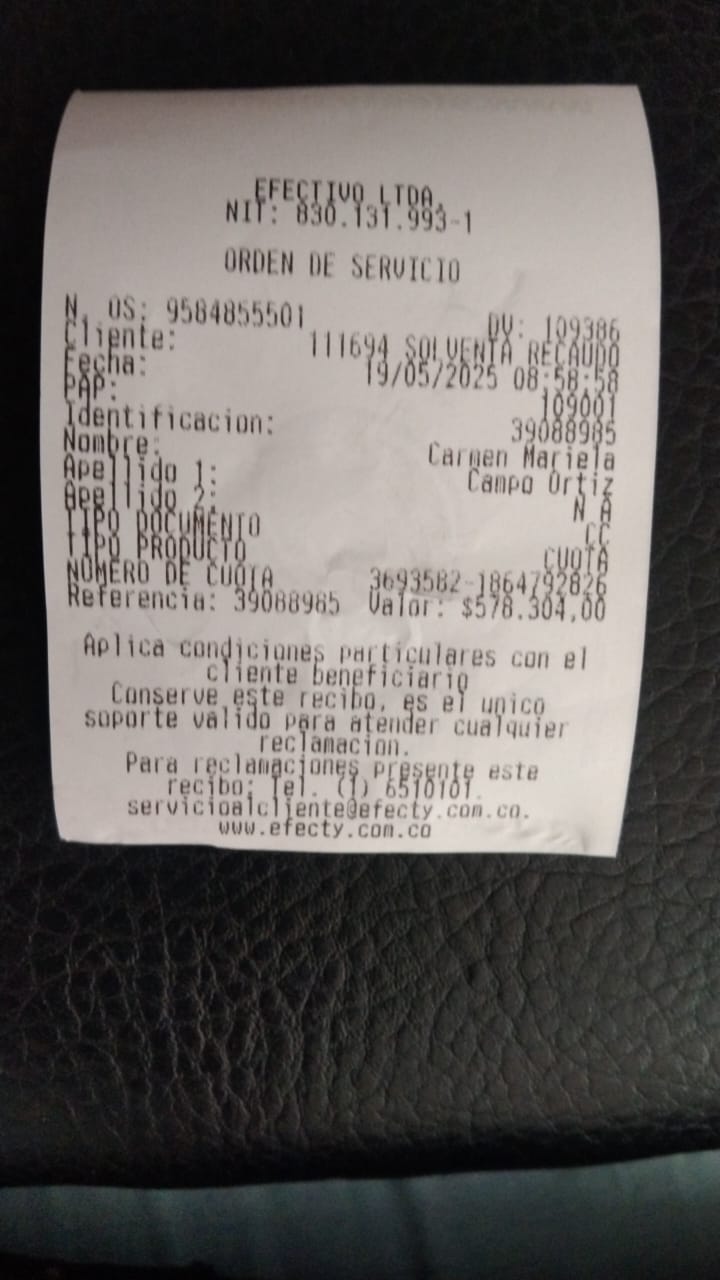 EFECTIVO LTDA.
NIT: 830.131.993-1
ORDEN DE SERVICIO
N. OS: 9584855501 DV: 109386
Cliente: 111694 SOLVENTA RECAUDO
Fecha: 19/05/2025 08:58:58
PAP: 109001
Identificacion: 39088985
Nombre: Carmen Mariela
Apellido 1: Campo Ortiz
Apellido 2: N A
TIPO DOCUMENTO CC
TIPO PRODUCTO CUOTA
NUMERO DE CUOTA 3693582-1864792826
Referencia: 39088985 Valor: $578.304,00
Aplica condiciones particulares con el
cliente beneficiario
Conserve este recibo, es el unico
soporte valido para atender cualquier
reclamacion.
Para reclamaciones presente este
recibo; Tel. (1) 6510101.
servicioalcliente@efecty.com.co.
www.efecty.com.co